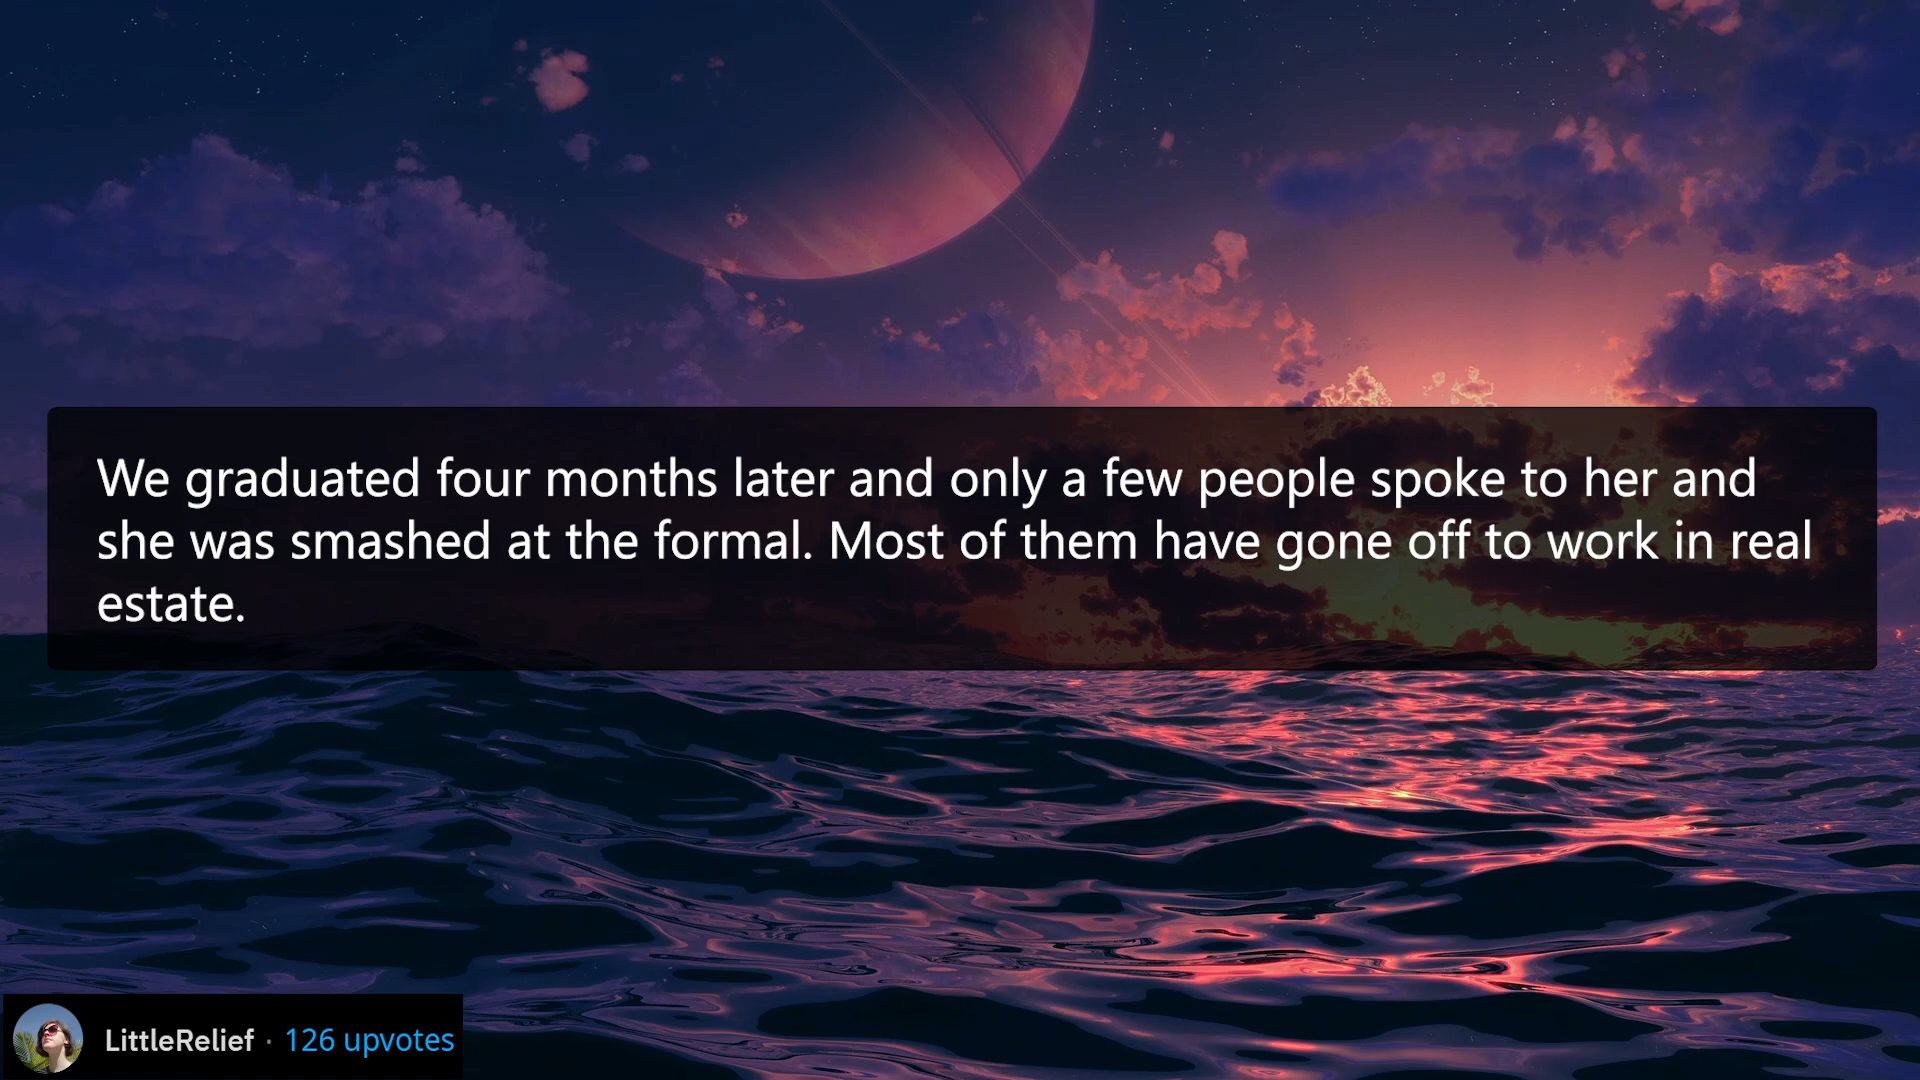 We graduated four months later and only a few people spoke to her and
she was smashed at the formal. Most of them have gone off to work in real
estate.
LittleRelief · 126 upvotes